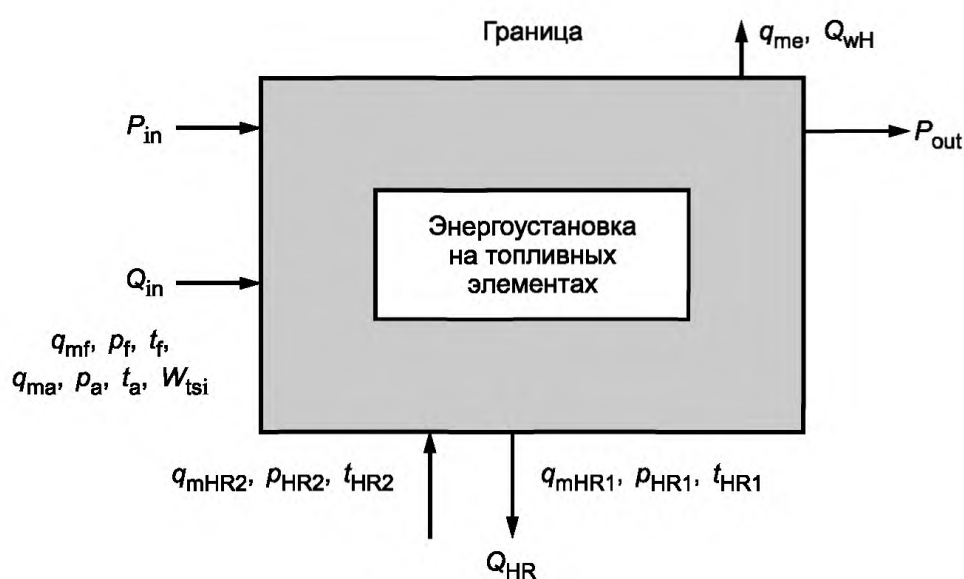 Граница
q_me, Q_wH
P_in
P_out
Энергоустановка
на топливных
элементах
Q_in
q_mf, p_f, t_f,
q_ma, p_a, t_a, W_tsi
q_mHR2, p_HR2, t_HR2
q_mHR1, p_HR1, t_HR1
Q_HR